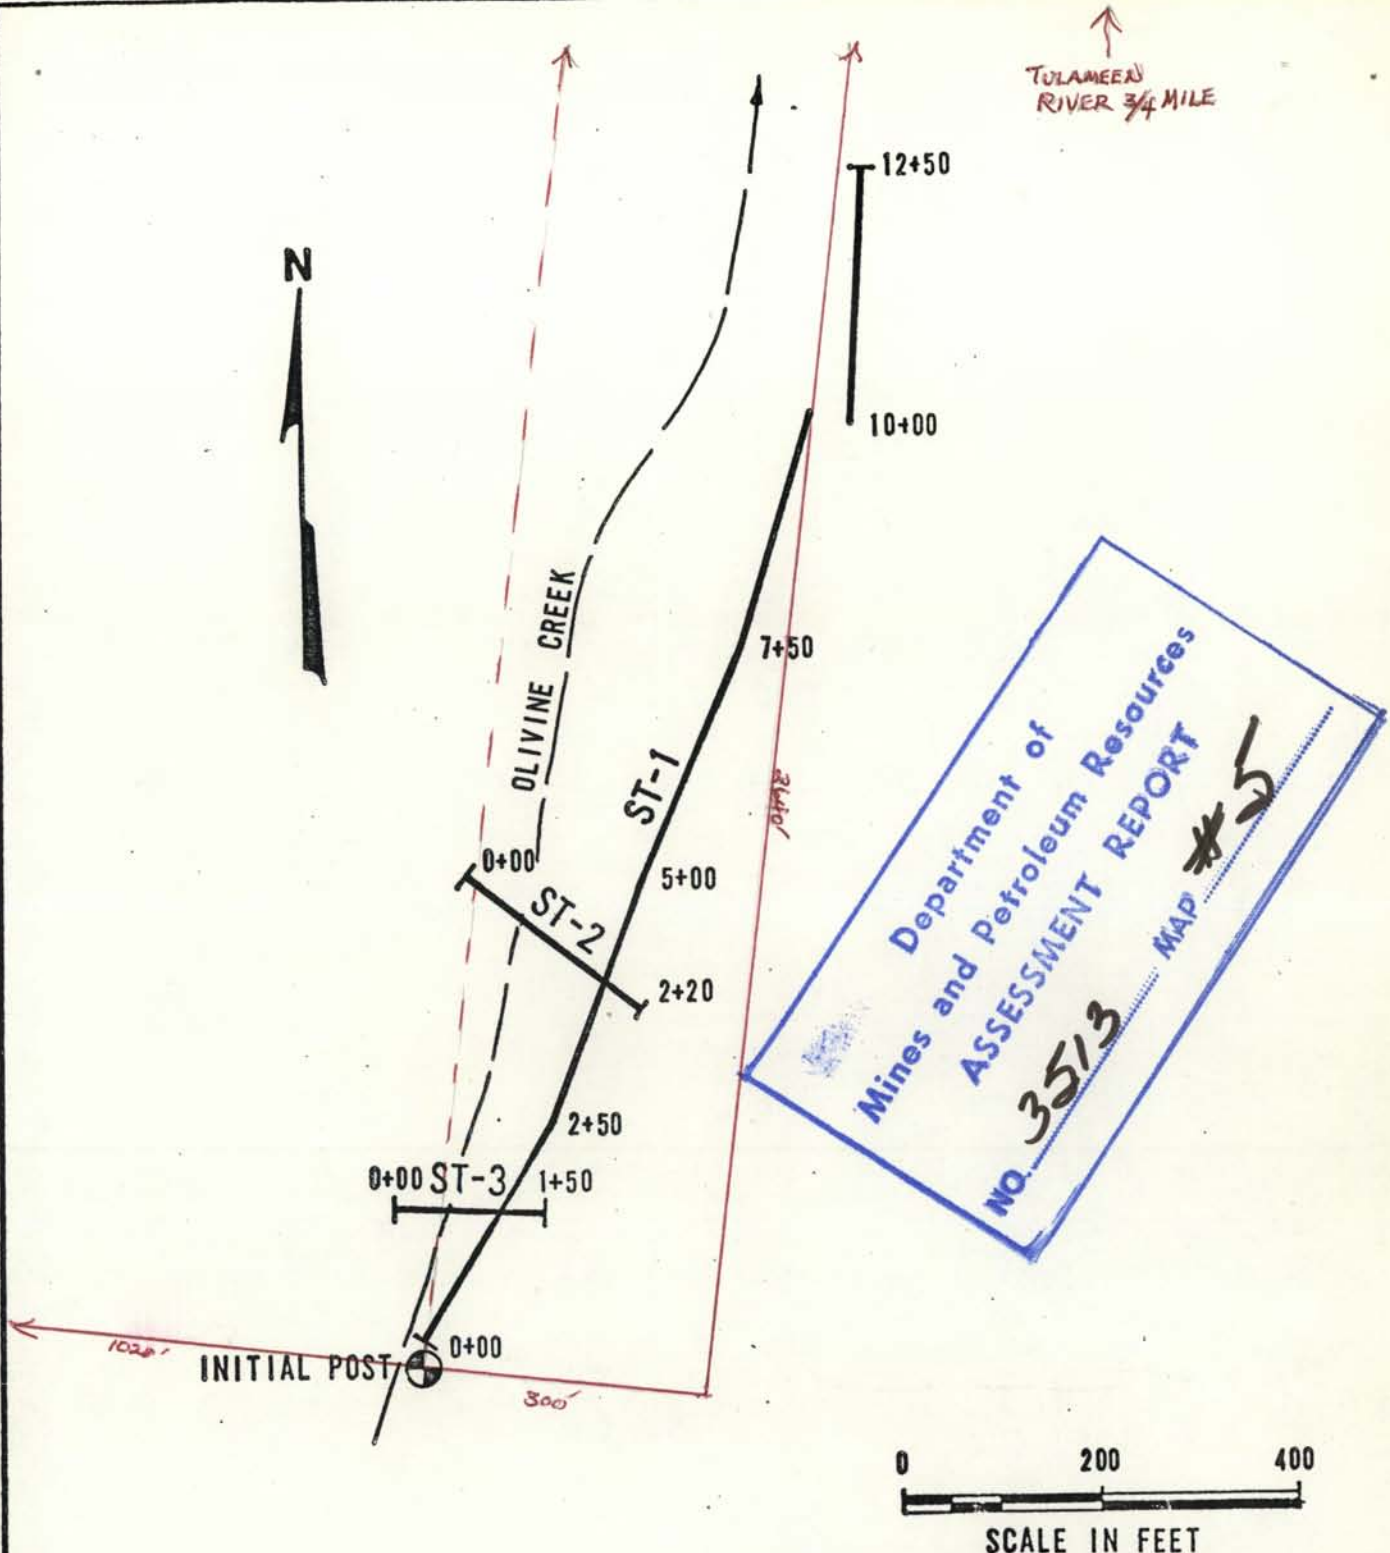 TULAMEEN
RIVER 3/4 MILE
12+50
N
10+00
OLIVINE CREEK
7+50
ST-1
0+00
5+00
ST-2
2+20
2+50
0+00 ST-3 1+50
0+00
INITIAL POST
300'
Department of
Mines and Petroleum Resources
ASSESSMENT REPORT
NO. 3513 MAP #5
0 200 400
SCALE IN FEET